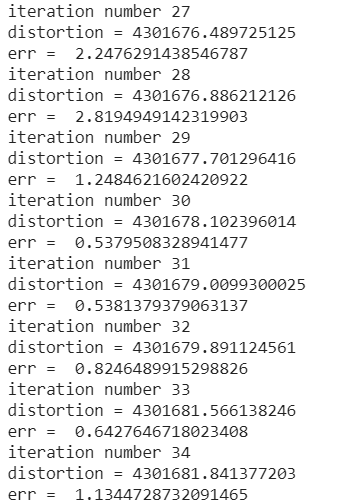 iteration number 27
distortion = 4301676.489725125
err =  2.2476291438546787
iteration number 28
distortion = 4301676.886212126
err =  2.8194949142319903
iteration number 29
distortion = 4301677.701296416
err =  1.2484621602420922
iteration number 30
distortion = 4301678.102396014
err =  0.5379508328941477
iteration number 31
distortion = 4301679.0099300025
err =  0.5381379379063137
iteration number 32
distortion = 4301679.891124561
err =  0.8246489915298826
iteration number 33
distortion = 4301681.566138246
err =  0.6427646718023408
iteration number 34
distortion = 4301681.841377203
err =  1.1344728732091465